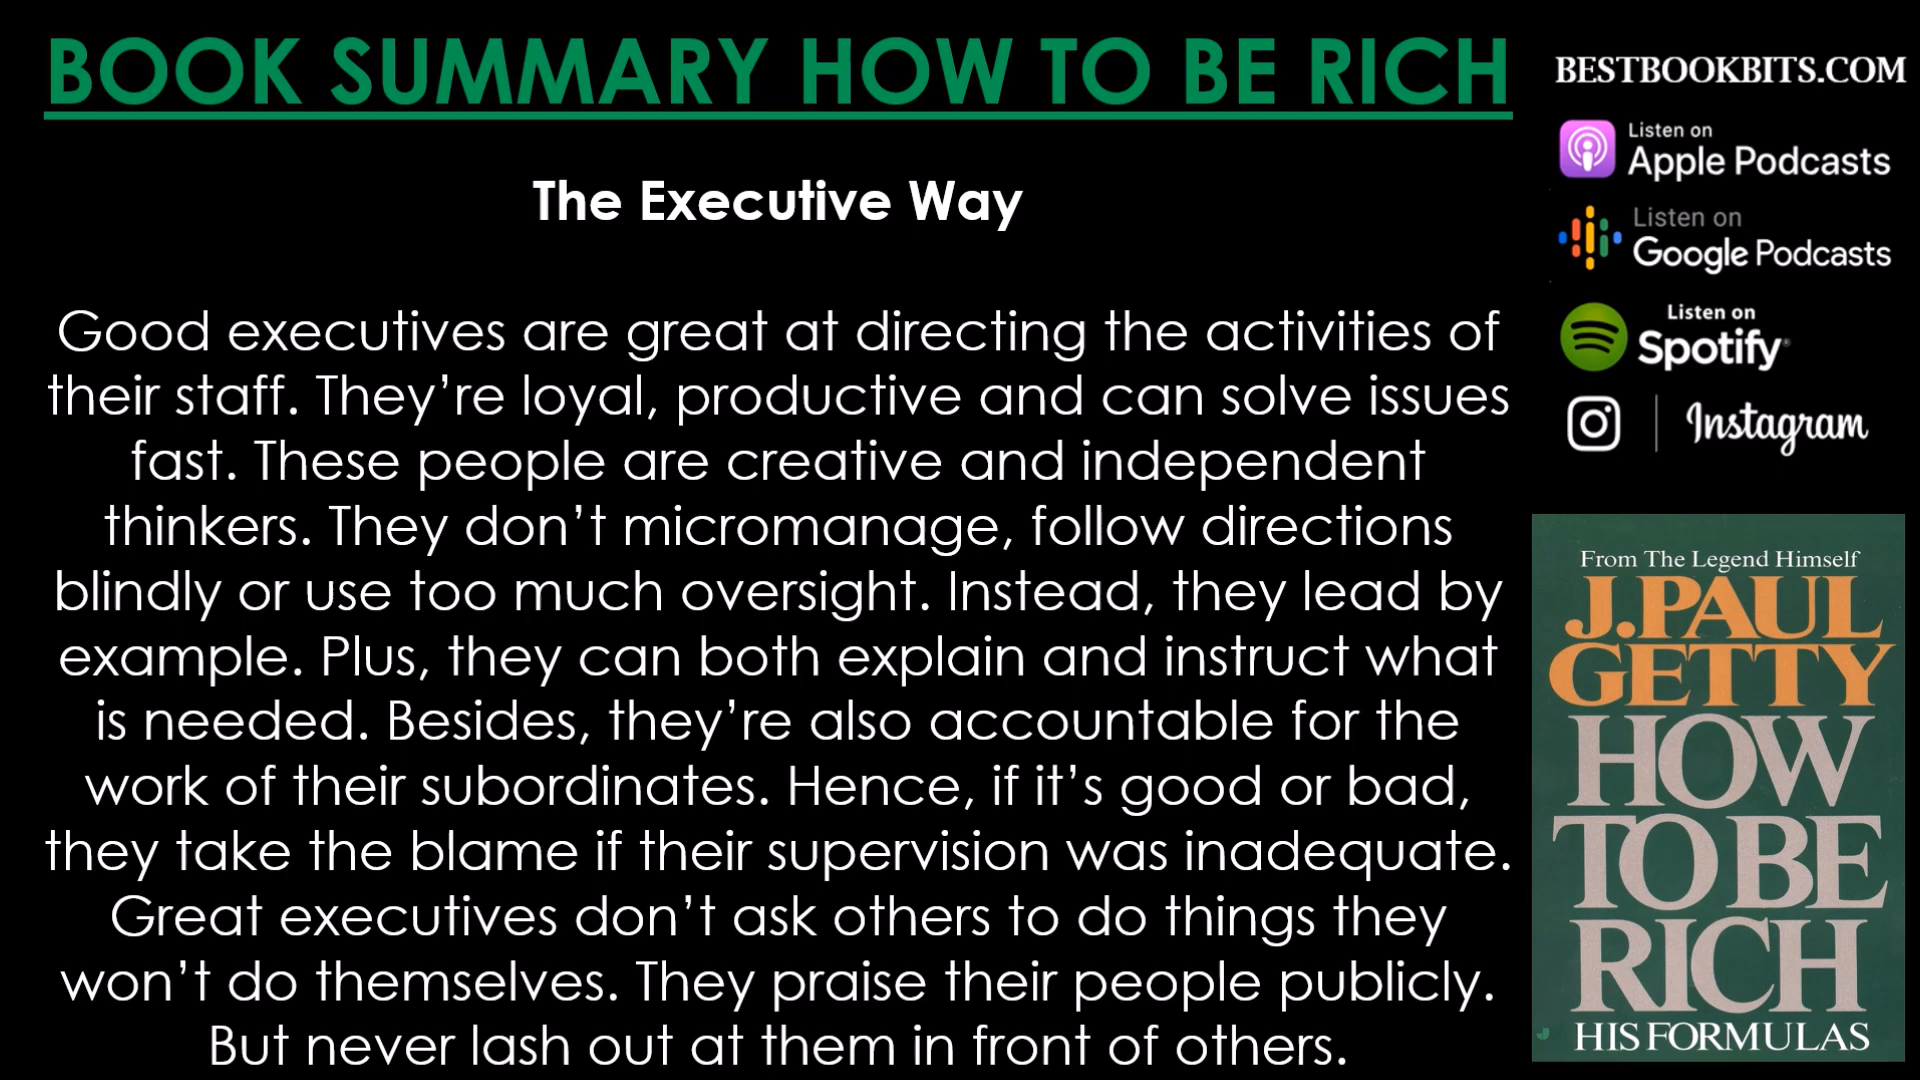 BOOK SUMMARY HOW TO BE RICH
The Executive Way
Good executives are great at directing the activities of
their staff. They’re loyal, productive and can solve issues
fast. These people are creative and independent
thinkers. They don’t micromanage, follow directions
blindly or use too much oversight. Instead, they lead by
example. Plus, they can both explain and instruct what
is needed. Besides, they’re also accountable for the
work of their subordinates. Hence, if it’s good or bad,
they take the blame if their supervision was inadequate.
Great executives don’t ask others to do things they
won’t do themselves. They praise their people publicly.
But never lash out at them in front of others.
BESTBOOKBITS.COM
Listen on
Apple Podcasts
Listen on
Google Podcasts
Listen on
Spotify
Instagram
From The Legend Himself
J. PAUL
GETTY
HOW
TO BE
RICH
HIS FORMULAS